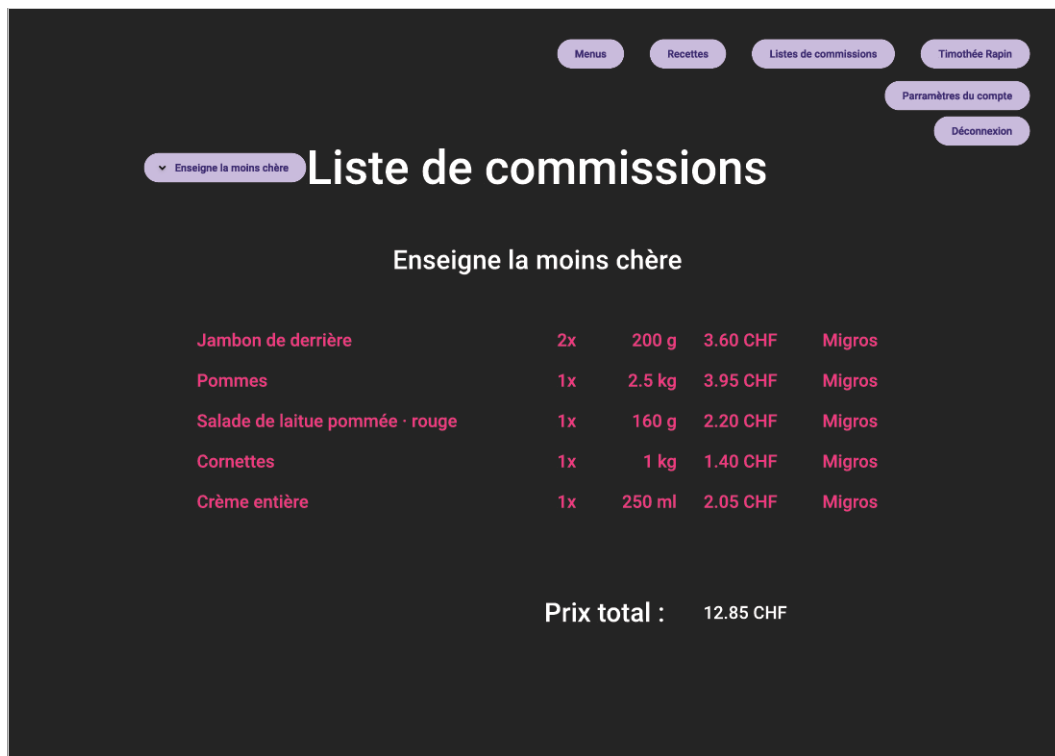 Menus Recettes Listes de commissions Timothée Rapin
Parramètres du compte
Déconnexion
Enseigne la moins chère Liste de commissions
Enseigne la moins chère
Jambon de derrière 2x 200 g 3.60 CHF Migros
Pommes 1x 2.5 kg 3.95 CHF Migros
Salade de laitue pommée · rouge 1x 160 g 2.20 CHF Migros
Cornettes 1x 1 kg 1.40 CHF Migros
Crème entière 1x 250 ml 2.05 CHF Migros
Prix total : 12.85 CHF